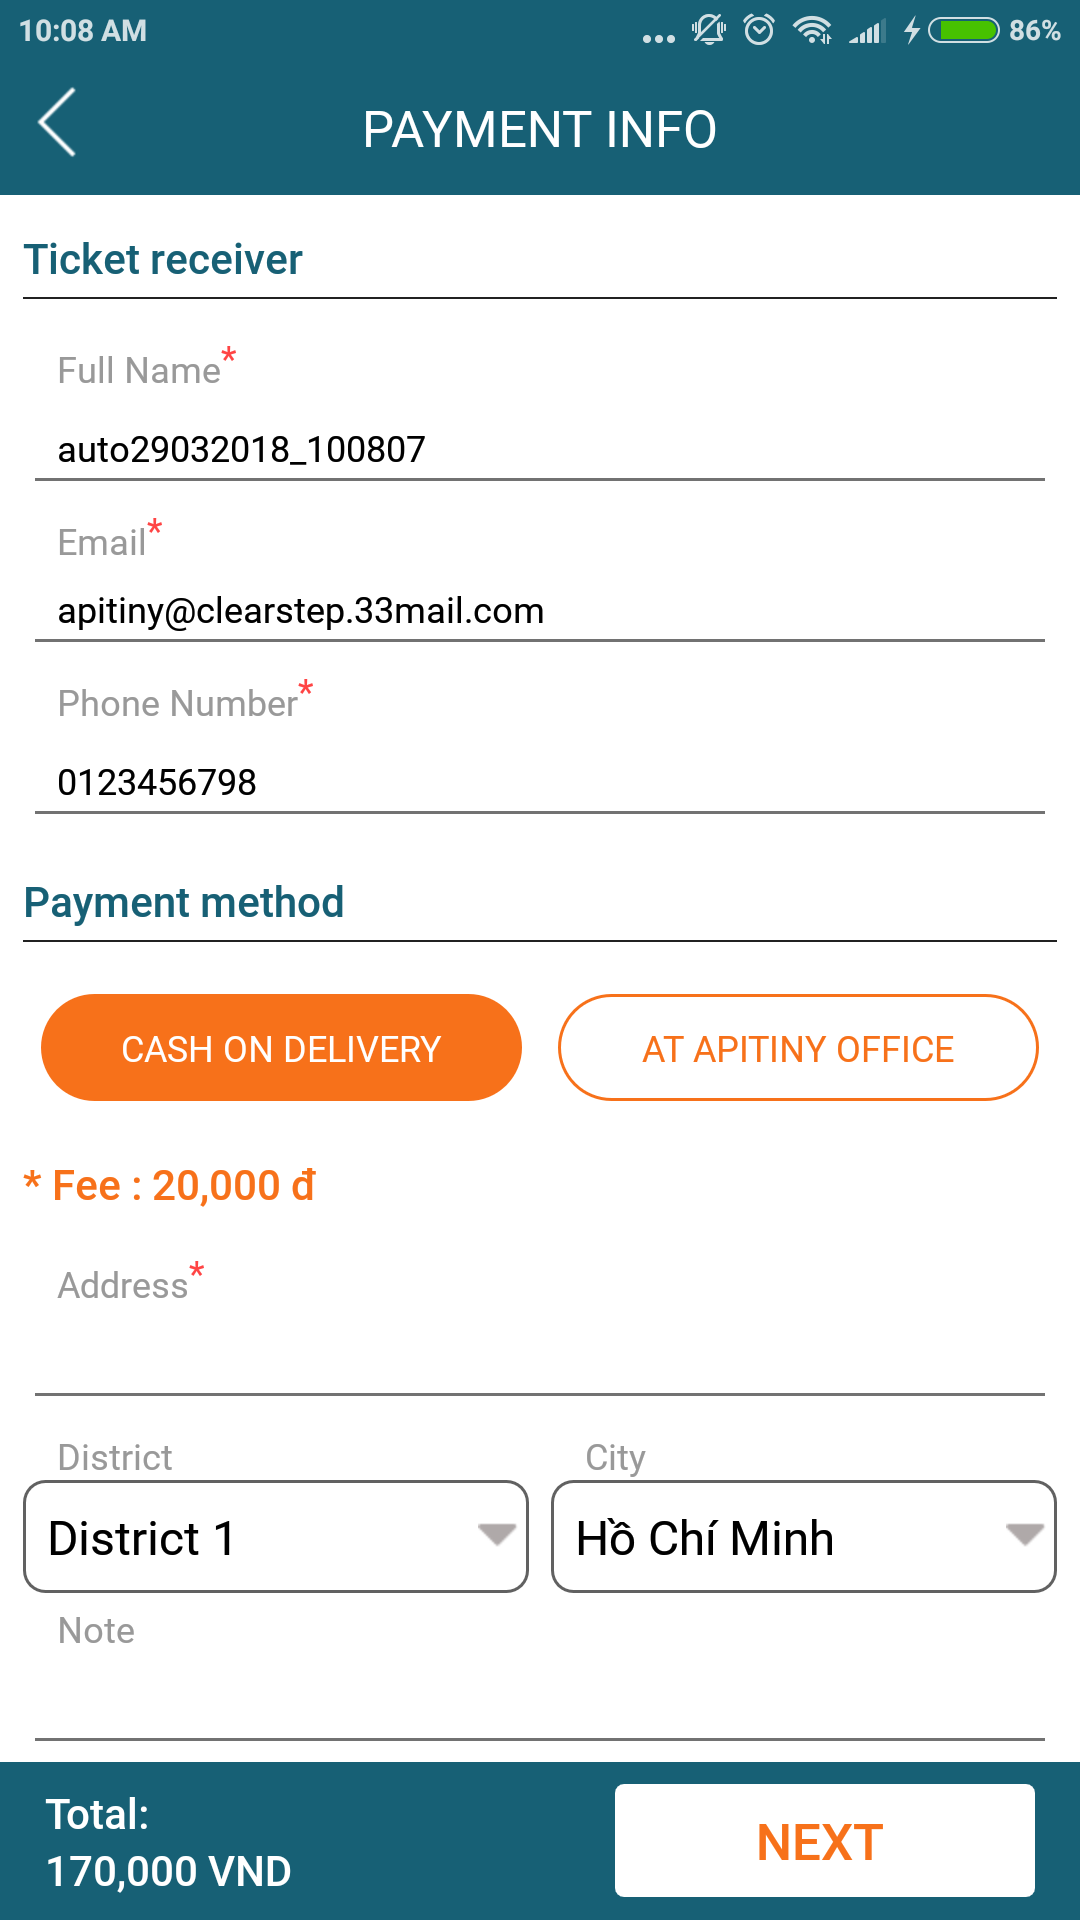 10:08 AM
86%
PAYMENT INFO
Ticket receiver
Full Name*
auto29032018_100807
Email*
apitiny@clearstep.33mail.com
Phone Number*
0123456798
Payment method
CASH ON DELIVERY
AT APITINY OFFICE
* Fee : 20,000 đ
Address*
District
City
District 1
Hồ Chí Minh
Note
Total:
170,000 VND
NEXT